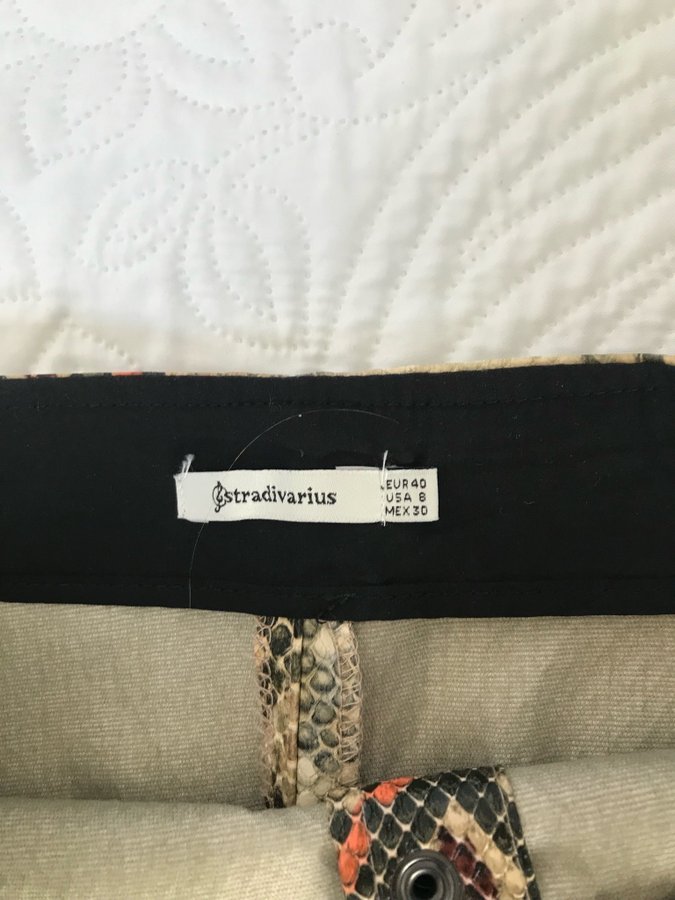 stradivarius
EUR 40
USA 8
MEX 30